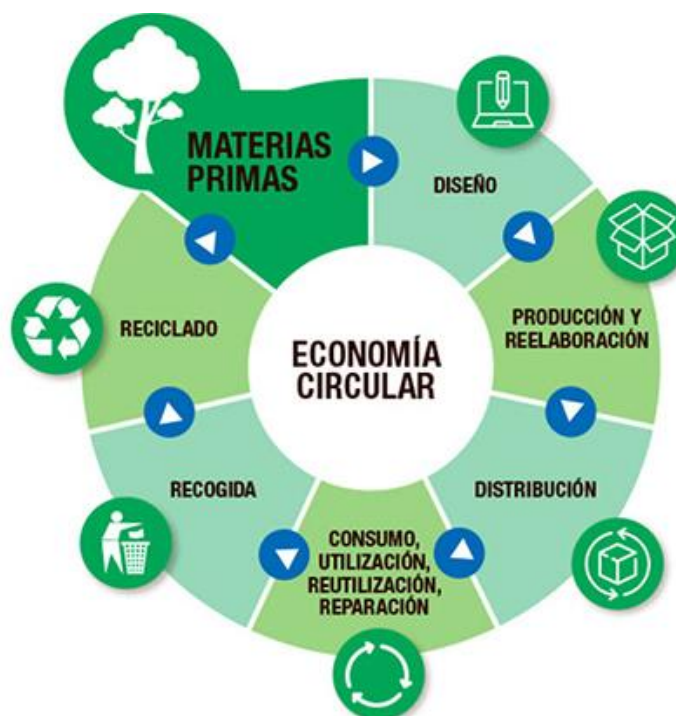 MATERIAS
PRIMAS
DISEÑO
PRODUCCIÓN Y
REELABORACIÓN
DISTRIBUCIÓN
CONSUMO,
UTILIZACIÓN,
REUTILIZACIÓN,
REPARACIÓN
RECOGIDA
RECICLADO
ECONOMÍA
CIRCULAR